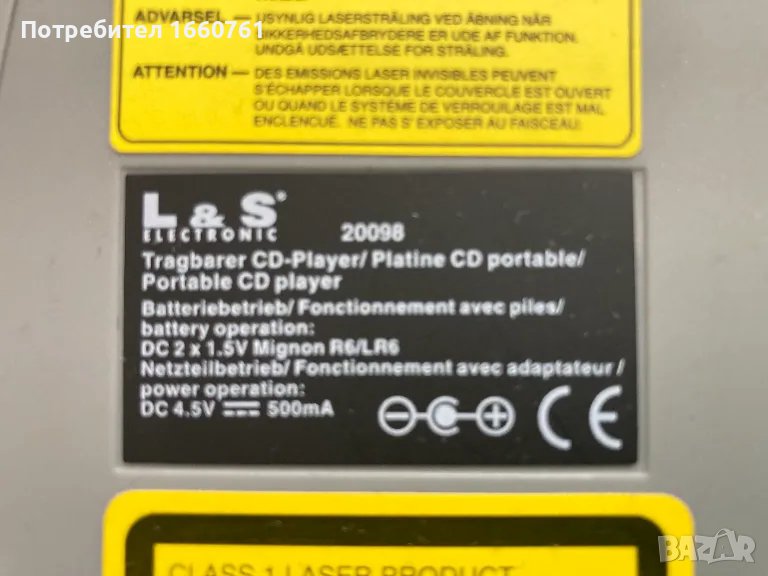 Потребител 1660761
ADVARSEL — USYNLIG LASERSTRÅLING VED ÅBNING NÅR
SIKKERHEDSAFBRYDERE ER UDE AF FUNKTION.
UNDGÅ UDSÆTTELSE FOR STRÅLING.
ATTENTION — DES EMISSIONS LASER INVISIBLES PEUVENT
S'ÉCHAPPER LORSQUE LE COUVERCLE EST OUVERT
OU QUAND LE SYSTÈME DE VERROUILAGE EST MAL
ENCLENCUÉ. NE PAS S' EXPOSER AU FAISCEAU.
L & S®
ELECTRONIC 20098
Tragbarer CD-Player/ Platine CD portable/
Portable CD player
Batteriebetrieb/ Fonctionnement avec piles/
battery operation:
DC 2 x 1.5V Mignon R6/LR6
Netzteilbetrieb/ Fonctionnement avec adaptateur/
power operation:
DC 4.5V 500mA
CE
CLASS 1 LASER PRODUCT
BAZAR